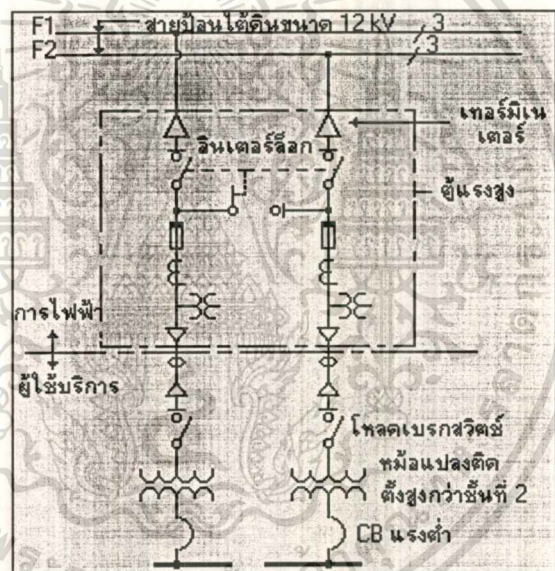 F1 สายป้อนใต้ดินขนาด 12 kV 3
F2 3
เทอร์มิเน
เตอร์
อินเตอร์ล็อก
ตู้แรงสูง
การไฟฟ้า
ผู้ใช้บริการ
โหลดเบรกสวิตช์
หม้อแปลงติด
ตั้งสูงกว่าชั้นที่ 2
CB แรงต่ำ